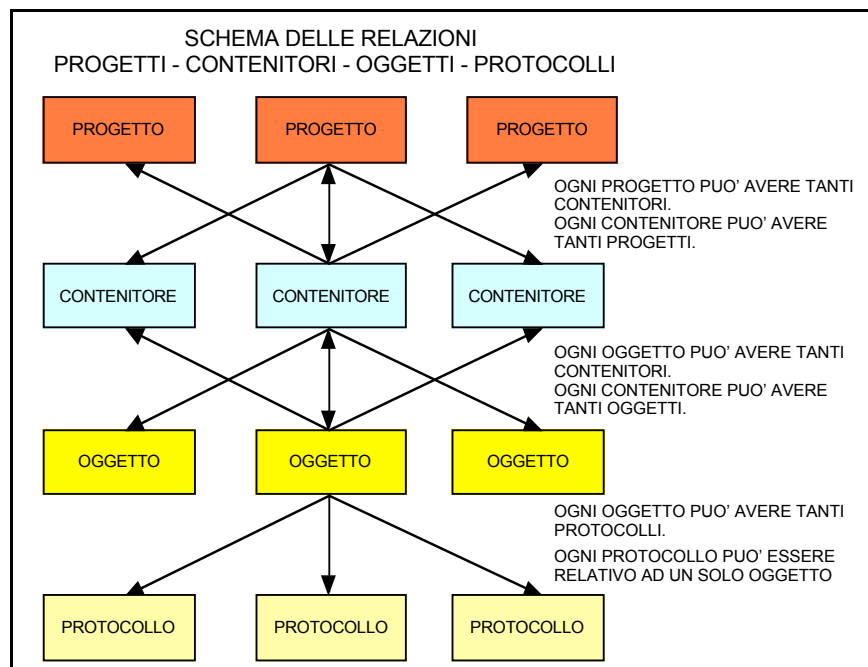 SCHEMA DELLE RELAZIONI
PROGETTI - CONTENITORI - OGGETTI - PROTOCOLLI
PROGETTO
PROGETTO
PROGETTO
OGNI PROGETTO PUO’ AVERE TANTI
CONTENITORI.
OGNI CONTENITORE PUO’ AVERE
TANTI PROGETTI.
CONTENITORE
CONTENITORE
CONTENITORE
OGNI OGGETTO PUO’ AVERE TANTI
CONTENITORI.
OGNI CONTENITORE PUO’ AVERE
TANTI OGGETTI.
OGGETTO
OGGETTO
OGGETTO
OGNI OGGETTO PUO’ AVERE TANTI
PROTOCOLLI.
OGNI PROTOCOLLO PUO’ ESSERE
RELATIVO AD UN SOLO OGGETTO
PROTOCOLLO
PROTOCOLLO
PROTOCOLLO